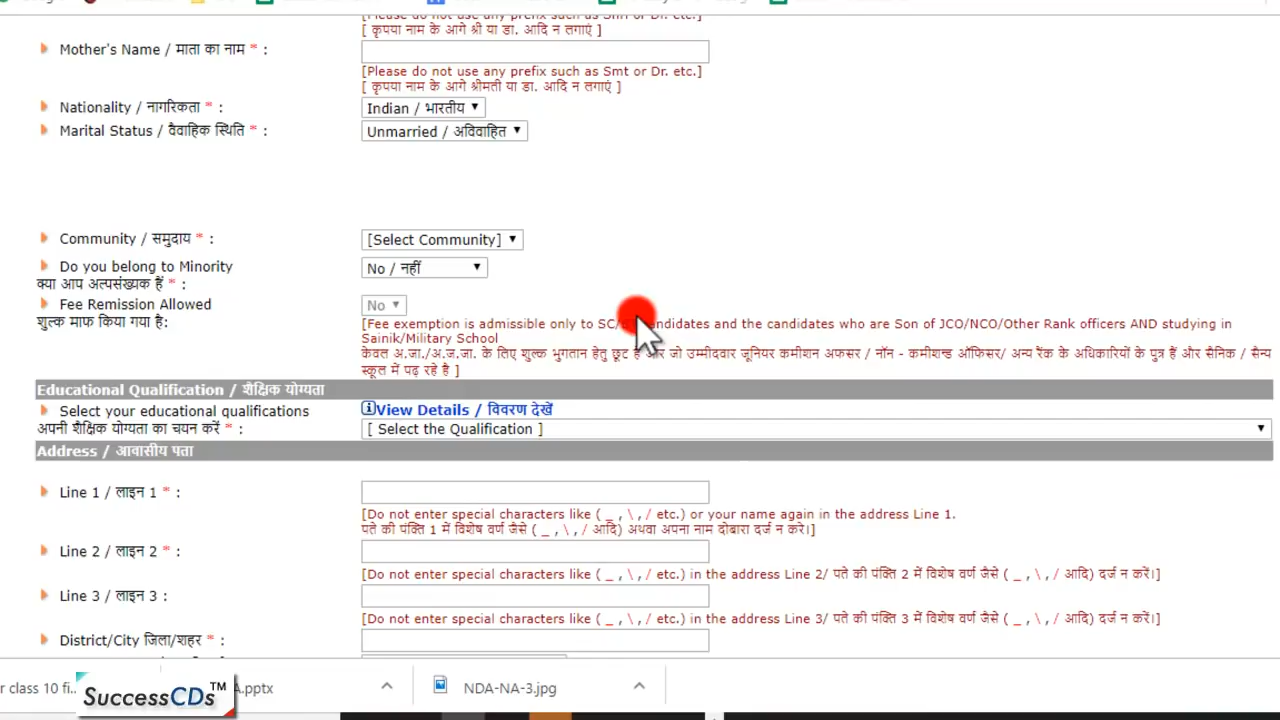 [Please do not use any prefix such as Smt or Dr. etc.]
[ कृपया नाम के आगे श्री या डा. आदि न लगाएं ]
Mother's Name / माता का नाम * :
[Please do not use any prefix such as Smt or Dr. etc.]
[ कृपया नाम के आगे श्रीमती या डा. आदि न लगाएं ]
Nationality / नागरिकता * : Indian / भारतीय
Marital Status / वैवाहिक स्थिति * : Unmarried / अविवाहित
Community / समुदाय * : [Select Community]
Do you belong to Minority
क्या आप अल्पसंख्यक हैं * : No / नहीं
Fee Remission Allowed
शुल्क माफ किया गया है: No
[Fee exemption is admissible only to candidates and the candidates who are Son of JCO/NCO/Other Rank officers AND studying in
Sainik/Military School
केवल अ.जा./अ.ज.जा. के लिए शुल्क भुगतान हेतु छूट है और जो उम्मीदवार जूनियर कमीशन अफसर / नॉन - कमीशन्ड ऑफिसर/ अन्य रैंक के अधिकारियों के पुत्र हैं और सैनिक / सैन्य
स्कूल में पढ़ रहे है ]
Educational Qualification / शैक्षिक योग्यता
Select your educational qualifications
अपनी शैक्षिक योग्यता का चयन करें * :
View Details / विवरण देखें
[ Select the Qualification ]
Address / आवासीय पता
Line 1 / लाइन 1 * :
[Do not enter special characters like ( _ , \ , / etc.) or your name again in the address Line 1.
पते की पंक्ति 1 में विशेष वर्ण जैसे ( _ , \ , / आदि) अथवा अपना नाम दोबारा दर्ज न करे।]
Line 2 / लाइन 2 * :
[Do not enter special characters like ( _ , \ , / etc.) in the address Line 2/ पते की पंक्ति 2 में विशेष वर्ण जैसे ( _ , \ , / आदि) दर्ज न करें।]
Line 3 / लाइन 3 :
[Do not enter special characters like ( _ , \ , / etc.) in the address Line 3/ पते की पंक्ति 3 में विशेष वर्ण जैसे ( _ , \ , / आदि) दर्ज न करें।]
District/City जिला/शहर * :
r class 10 fi..
A.pptx
NDA-NA-3.jpg
SuccessCDs™